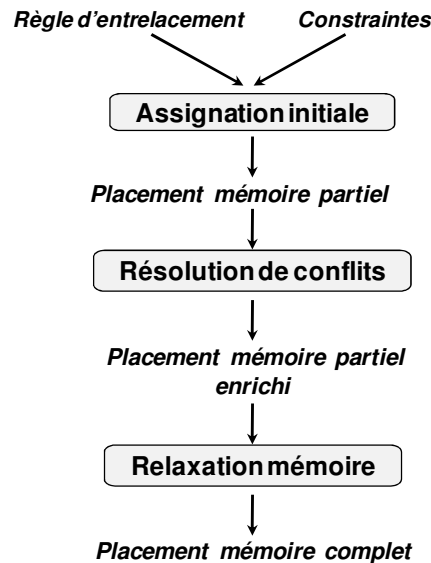 Règle d'entrelacement Constraintes
Assignation initiale
Placement mémoire partiel
Résolution de conflits
Placement mémoire partiel
enrichi
Relaxation mémoire
Placement mémoire complet